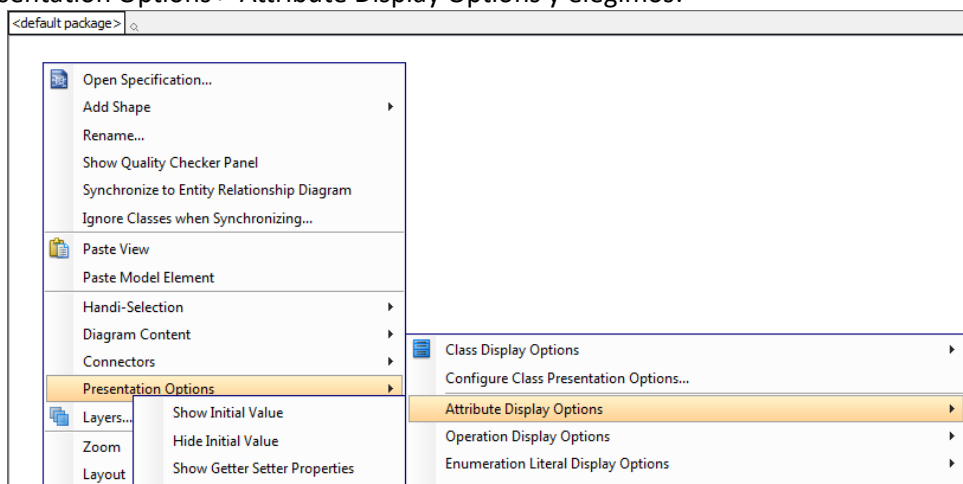 sentation Options > Attribute Display Options y elegimos:
<default package>
Open Specification...
Add Shape
Rename...
Show Quality Checker Panel
Synchronize to Entity Relationship Diagram
Ignore Classes when Synchronizing...
Paste View
Paste Model Element
Handi-Selection
Diagram Content
Connectors
Presentation Options
Layers...
Zoom
Layout
Class Display Options
Configure Class Presentation Options...
Attribute Display Options
Operation Display Options
Enumeration Literal Display Options
Show Initial Value
Hide Initial Value
Show Getter Setter Properties